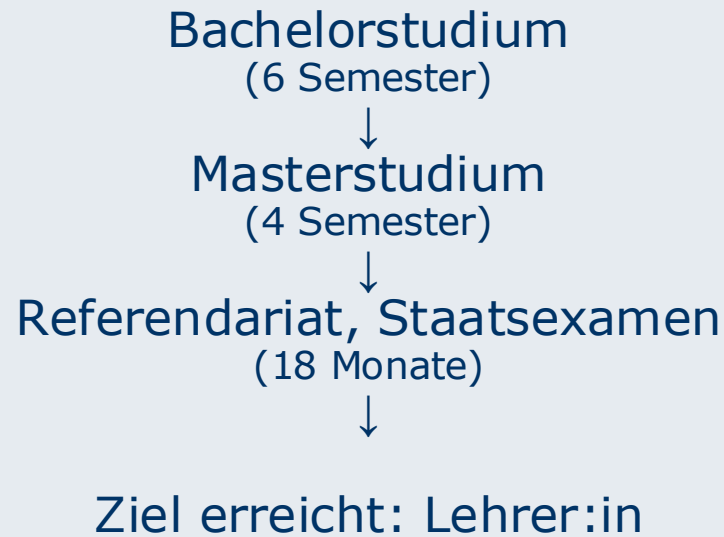 Bachelorstudium
(6 Semester)
↓
Masterstudium
(4 Semester)
↓
Referendariat, Staatsexamen
(18 Monate)
↓
Ziel erreicht: Lehrer:in